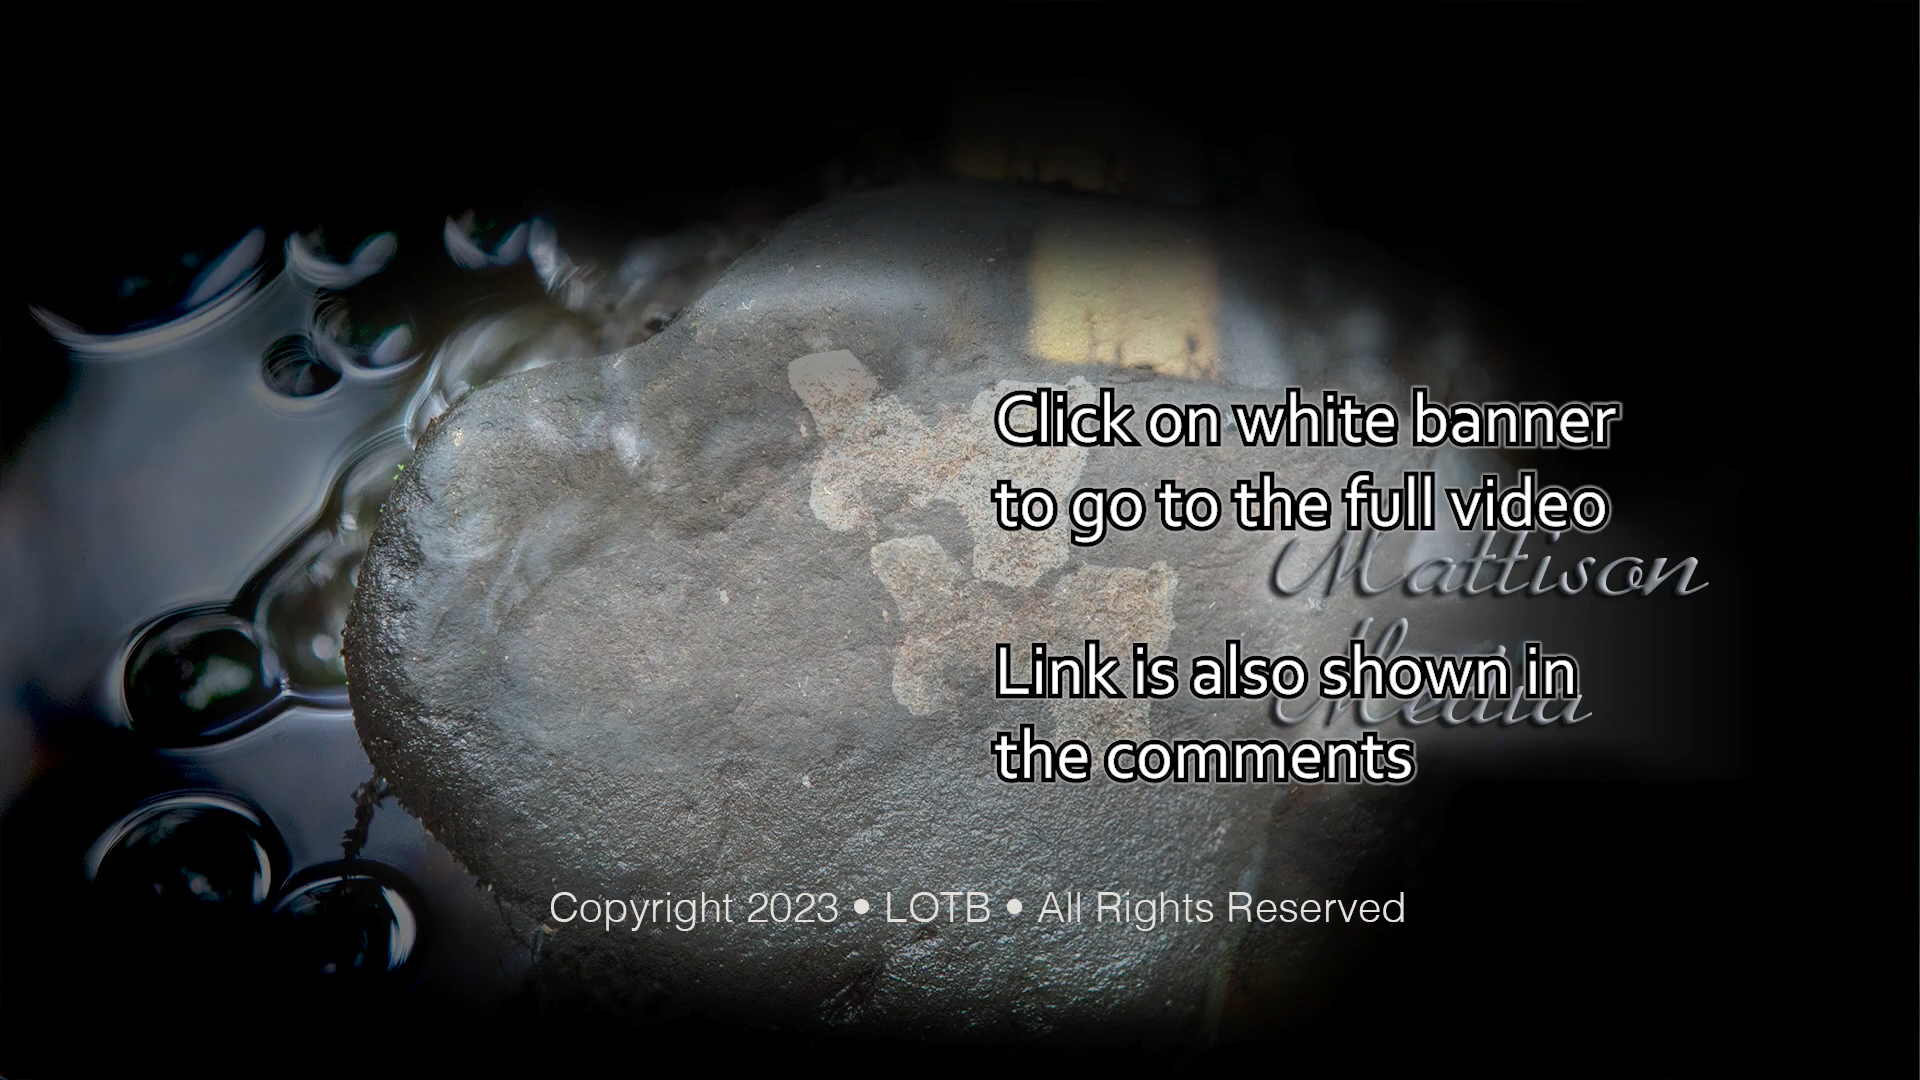 Click on white banner
to go to the full video
Mattison
Link is also shown in
Media
the comments
Copyright 2023 • LOTB • All Rights Reserved